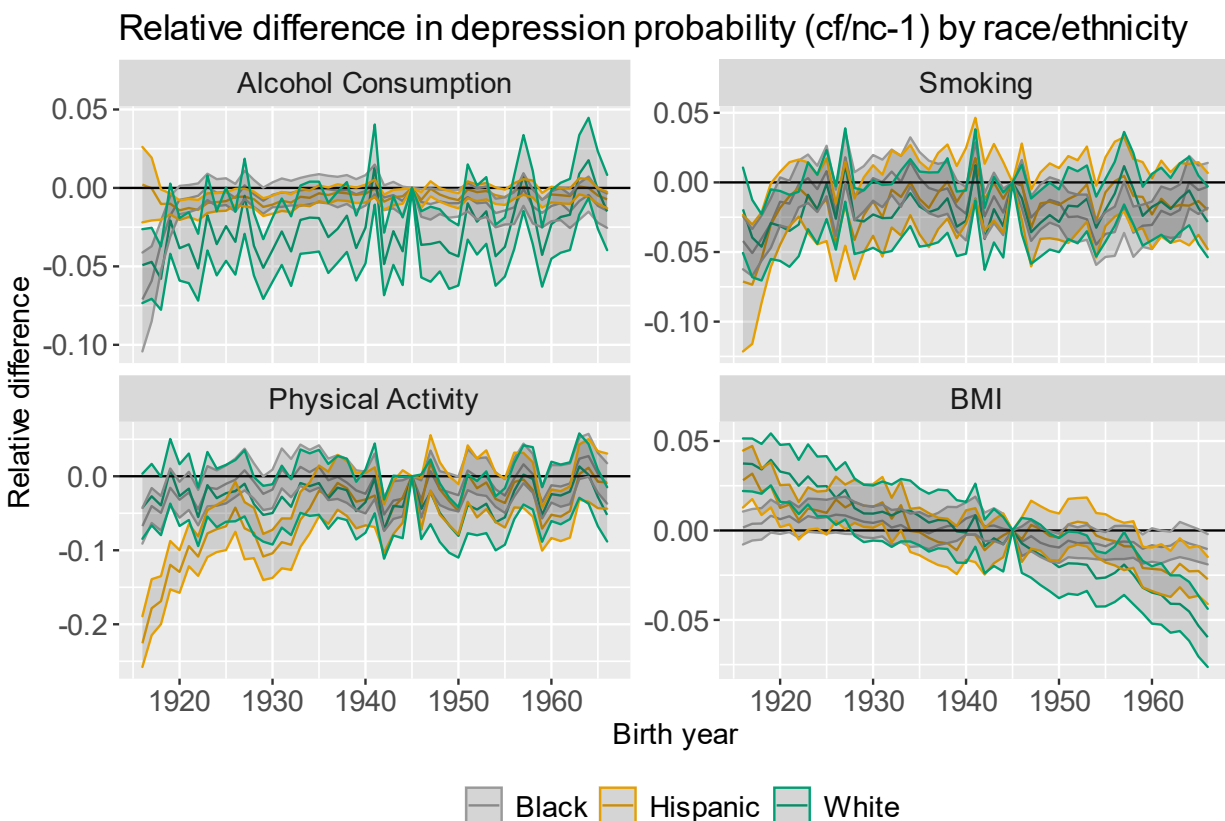 Relative difference in depression probability (cf/nc-1) by race/ethnicity
Alcohol Consumption
Smoking
0.05
0.00
-0.05
-0.10
0.05
0.00
-0.05
-0.10
Physical Activity
BMI
0.0
-0.1
-0.2
0.05
0.00
-0.05
Relative difference
1920 1930 1940 1950 1960
1920 1930 1940 1950 1960
Birth year
Black Hispanic White